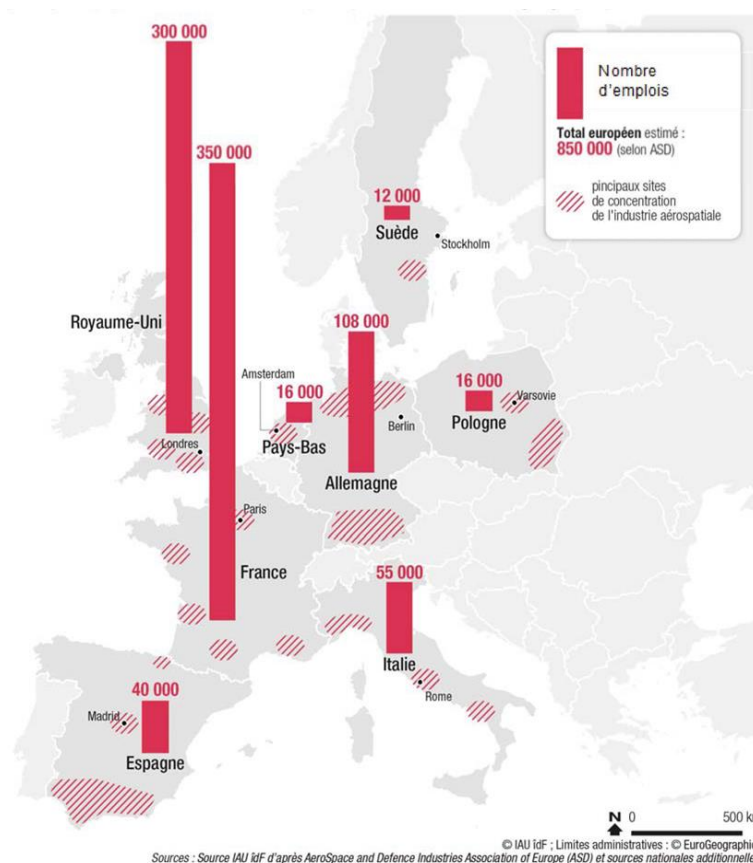 300 000
Nombre
d'emplois
Total européen estimé :
850 000 (selon ASD)
pincipaux sites
de concentration
de l'industrie aérospatiale
350 000
12 000
Suède
Stockholm
Royaume-Uni
108 000
Amsterdam
16 000
16 000
Varsovie
Berlin
Pologne
Londres
Pays-Bas
Allemagne
Paris
France
55 000
Italie
Rome
40 000
Madrid
Espagne
N 0 500 km
© IAU îdF ; Limites administratives : © EuroGeographic
Sources : Source IAU îdF d'après AeroSpace and Defence Industries Association of Europe (ASD) et sources nationales